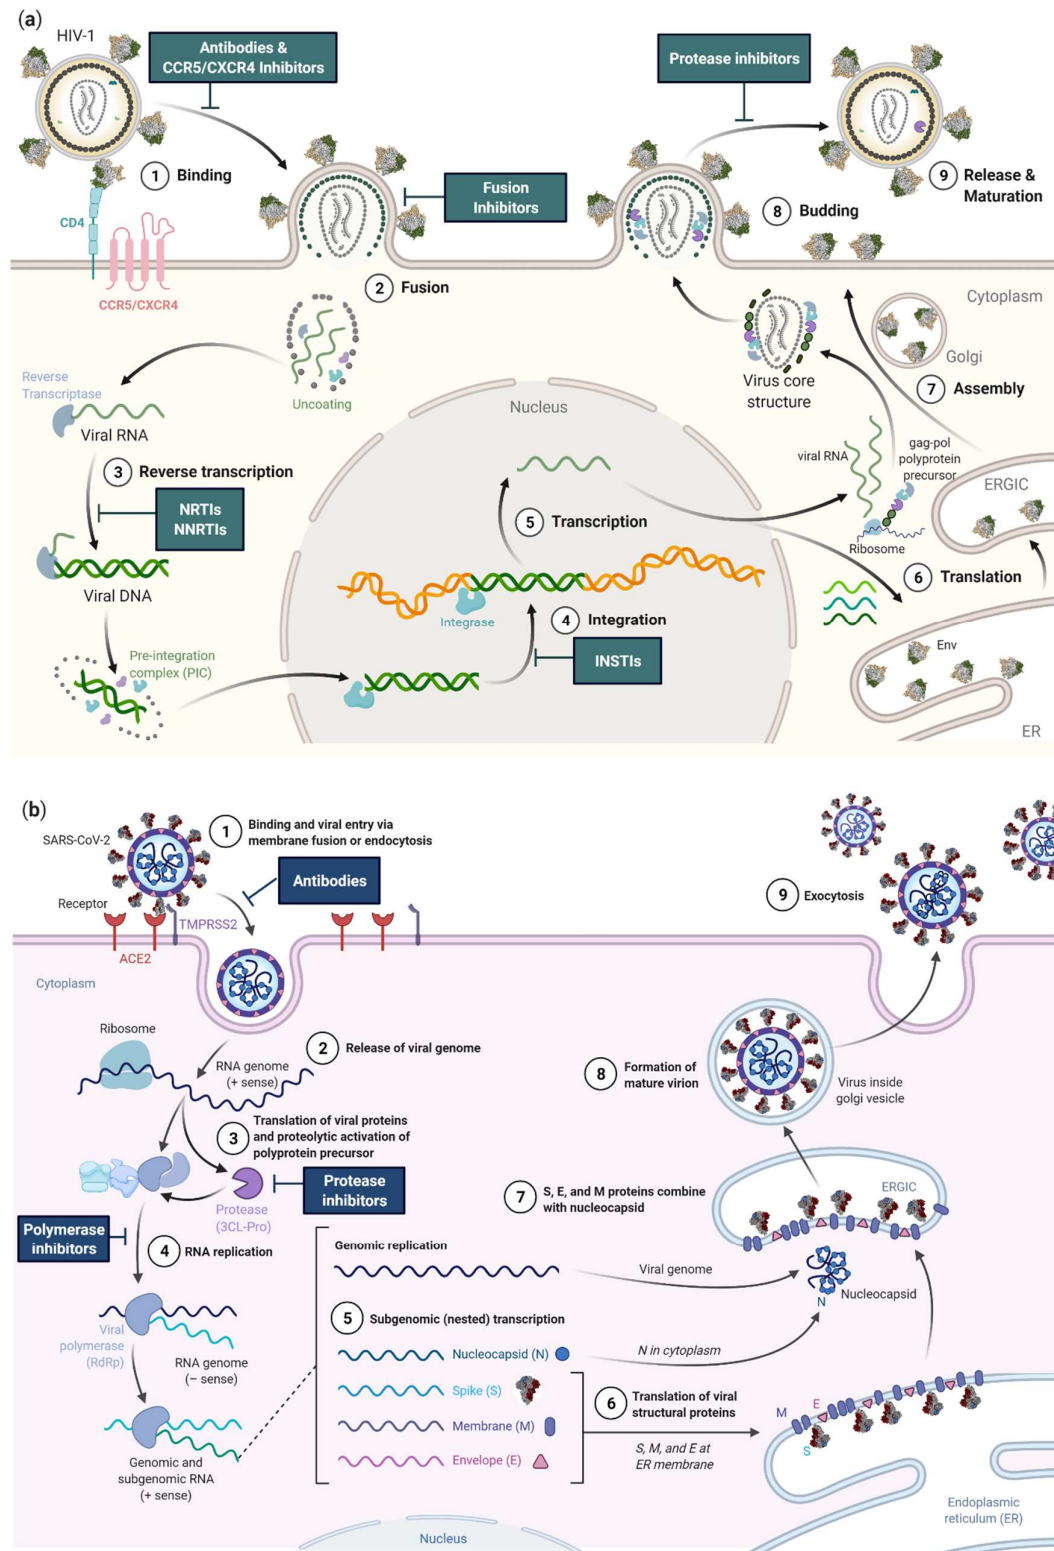 (a)
HIV-1
Antibodies &
CCR5/CXCR4 Inhibitors
Protease inhibitors
1
Binding
Fusion
Inhibitors
9
Release &
Maturation
8
Budding
CD4
CCR5/CXCR4
2
Fusion
Cytoplasm
Golgi
Uncoating
Virus core
structure
7
Assembly
Reverse
Transcriptase
Viral RNA
Nucleus
viral RNA
gag-pol
polyprotein
precursor
ERGIC
3
Reverse transcription
NRTIs
NNRTIs
5
Transcription
Ribosome
6
Translation
Viral DNA
Integrase
4
Integration
INSTIs
Pre-integration
complex (PIC)
Env
ER
(b)
SARS-CoV-2
1
Binding and viral entry via
membrane fusion or endocytosis
Antibodies
Receptor
TMPRSS2
ACE2
9
Exocytosis
Cytoplasm
Ribosome
RNA genome
(+ sense)
2
Release of viral genome
8
Formation of
mature virion
Virus inside
golgi vesicle
3
Translation of viral proteins
and proteolytic activation of
polyprotein precursor
Protease
inhibitors
Protease
(3CL-Pro)
Polymerase
inhibitors
4
RNA replication
7
S, E, and M proteins combine
with nucleocapsid
ERGIC
Genomic replication
Viral genome
Nucleocapsid
N
5
Subgenomic (nested) transcription
Viral
polymerase
(RdRp)
RNA genome
(− sense)
Nucleocapsid (N)
N in cytoplasm
Spike (S)
Membrane (M)
Envelope (E)
6
Translation of viral
structural proteins
S, M, and E at
ER membrane
M
E
S
Genomic and
subgenomic RNA
(+ sense)
Endoplasmic
reticulum (ER)
Nucleus